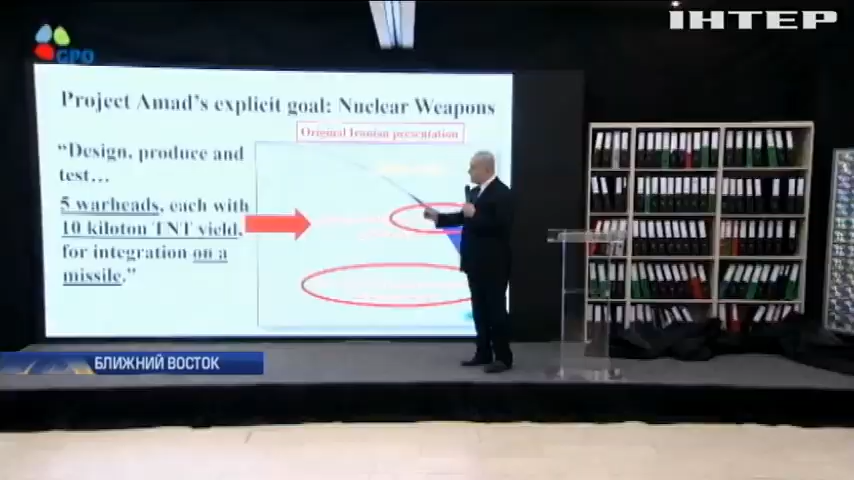 ІНТЕР
GPO
Project Amad's explicit goal: Nuclear Weapons
Original Iranian presentation
"Design, produce and
test…
5 warheads, each with
10 kiloton TNT yield,
for integration on a
missile."
БЛИЖНИЙ ВОСТОК